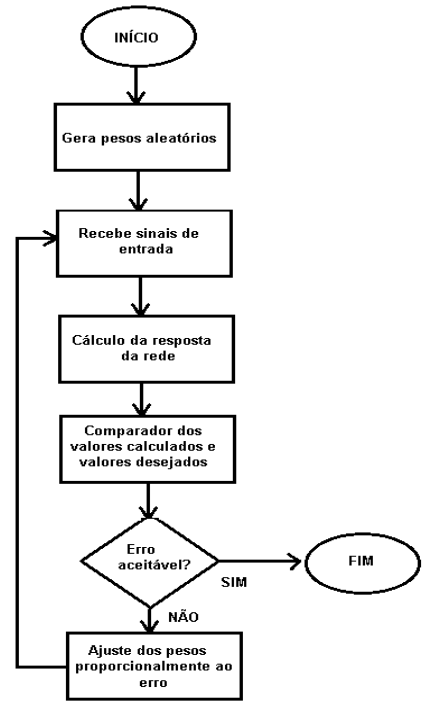 INÍCIO
Gera pesos aleatórios
Recebe sinais de
entrada
Cálculo da resposta
da rede
Comparador dos
valores calculados e
valores desejados
Erro
aceitável?
SIM
FIM
NÃO
Ajuste dos pesos
proporcionalmente ao
erro